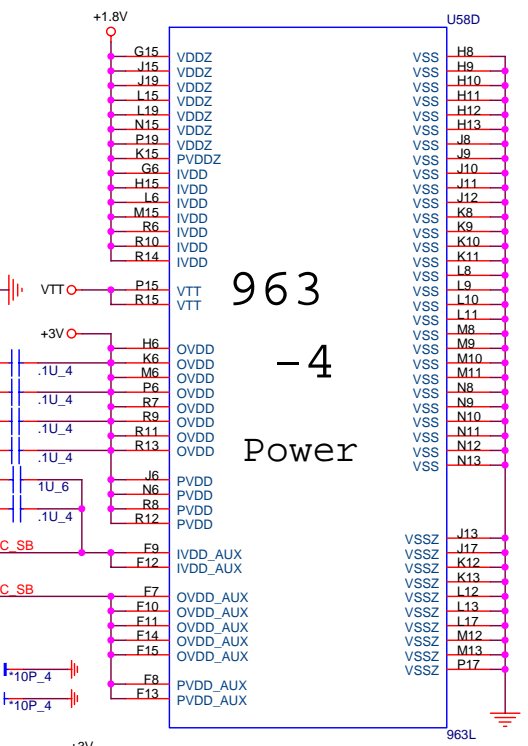 +1.8V
U58D
G15 VDDZ VSS H8
J15 VDDZ VSS H9
J19 VDDZ VSS H10
L15 VDDZ VSS H11
L19 VDDZ VSS H12
N15 VDDZ VSS H13
P19 VDDZ VSS J8
K15 PVDDZ VSS J9
G6 IVDD VSS J10
H15 IVDD VSS J11
L6 IVDD VSS J12
M15 IVDD VSS K8
R6 IVDD VSS K9
R10 IVDD VSS K10
R14 IVDD VSS K11
VSS L8
VTT P15 VTT VSS L9
R15 VTT VSS L10
963
VSS L11
+3V VSS M8
H6 OVDD VSS M9
K6 OVDD VSS M10
-4
M6 OVDD VSS M11
.1U_4
P6 OVDD VSS N8
R7 OVDD VSS N9
.1U_4
R9 OVDD VSS N10
R11 OVDD VSS N11
.1U_4
R13 OVDD VSS N12
Power
VSS N13
.1U_4
J6 PVDD
1U_6
N6 PVDD
R8 PVDD
.1U_4
R12 PVDD
VSSZ J13
C_SB F9 IVDD_AUX VSSZ J17
F12 IVDD_AUX VSSZ K12
VSSZ K13
C_SB F7 OVDD_AUX VSSZ L12
F10 OVDD_AUX VSSZ L13
F11 OVDD_AUX VSSZ L17
F14 OVDD_AUX VSSZ M12
F15 OVDD_AUX VSSZ M13
VSSZ P17
*10P_4
F8 PVDD_AUX
F13 PVDD_AUX
*10P_4
963L
+3V